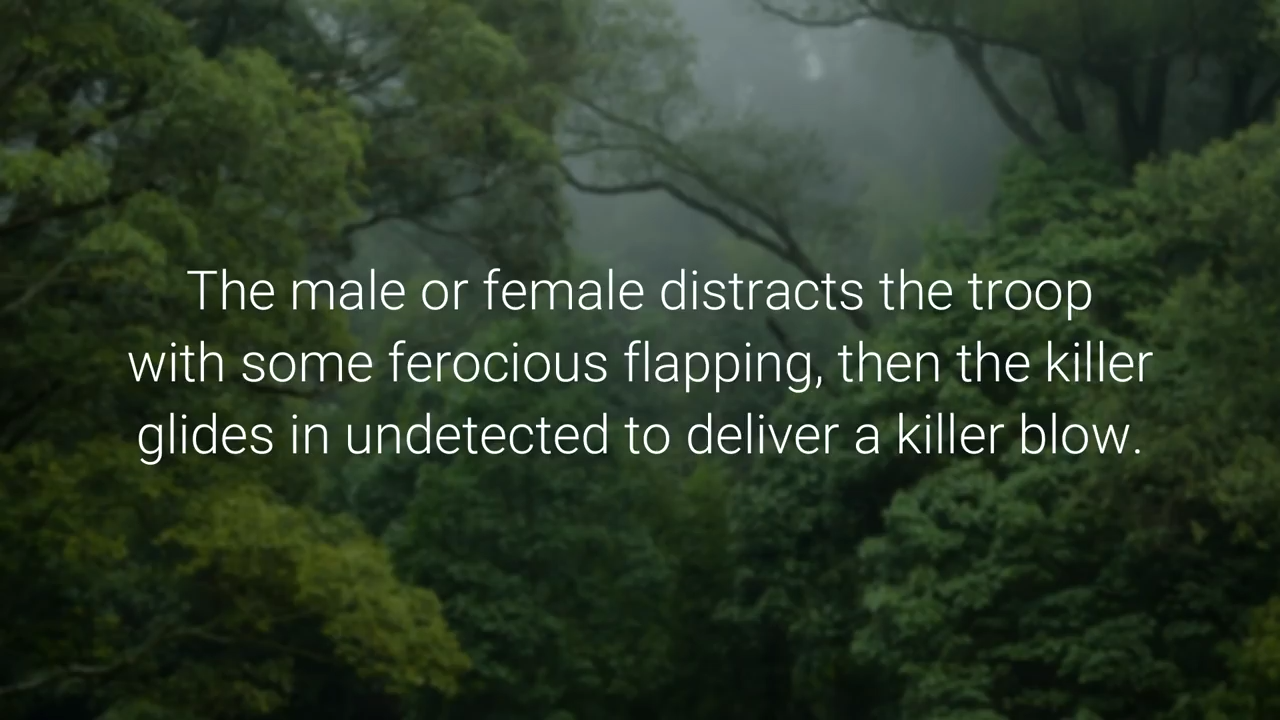 The male or female distracts the troop
with some ferocious flapping, then the killer
glides in undetected to deliver a killer blow.